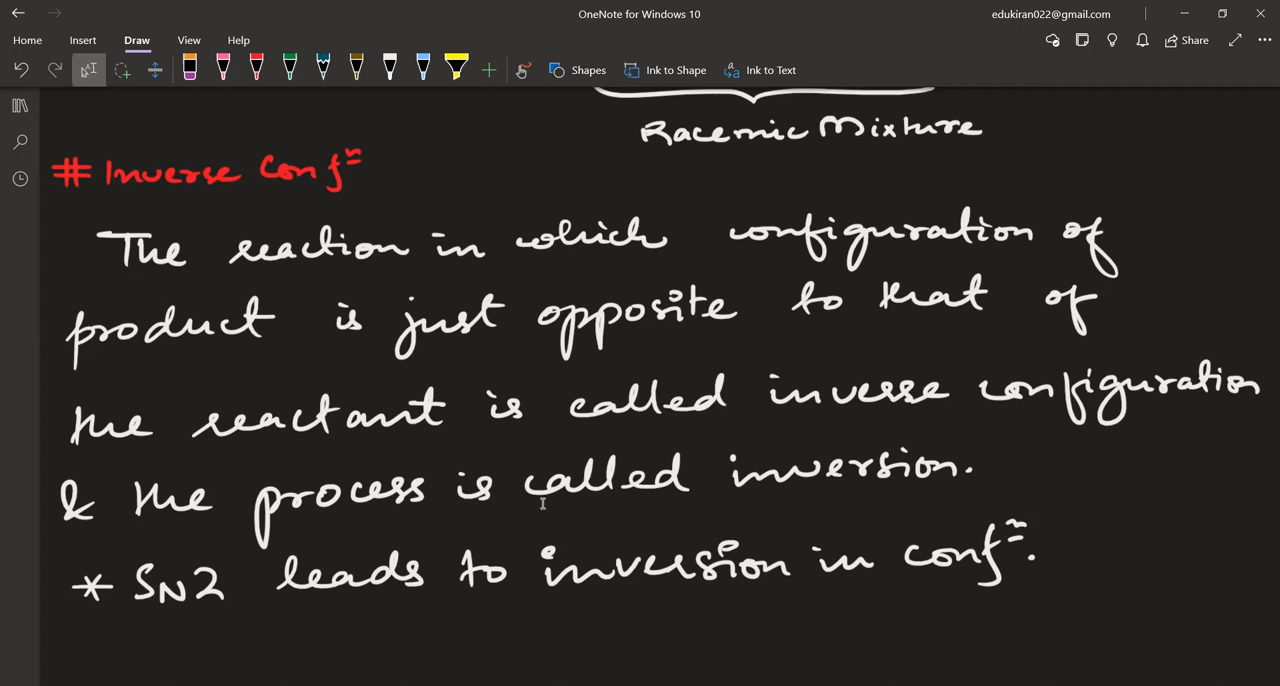 OneNote for Windows 10
edukiran022@gmail.com
Home Insert Draw View Help
Share
Shapes Ink to Shape Ink to Text
Racemic Mixture
# Inverse Confⁿ
The reaction in which configuration of
product is just opposite to that of
the reactant is called inverse configuration
& the process is called inversion.
* SN2 leads to inversion in confⁿ.